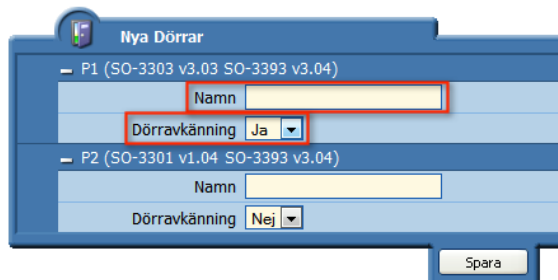 Nya Dörrar
P1 (SO-3303 v3.03 SO-3393 v3.04)
Namn
Dörravkänning Ja
P2 (SO-3301 v1.04 SO-3393 v3.04)
Namn
Dörravkänning Nej
Spara